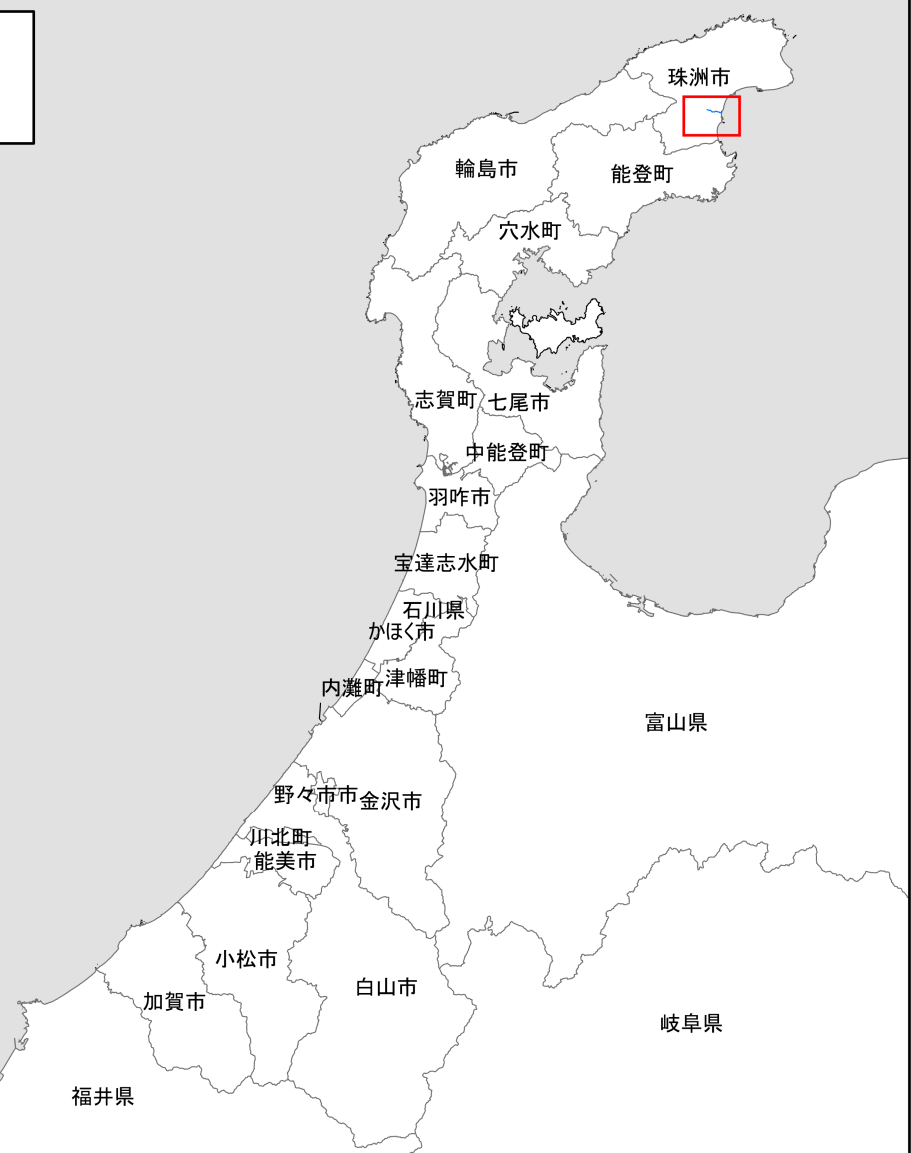 珠洲市
輪島市
能登町
穴水町
志賀町
七尾市
中能登町
羽咋市
宝達志水町
石川県
かほく市
津幡町
内灘町
富山県
野々市市
金沢市
川北町
能美市
小松市
白山市
加賀市
岐阜県
福井県